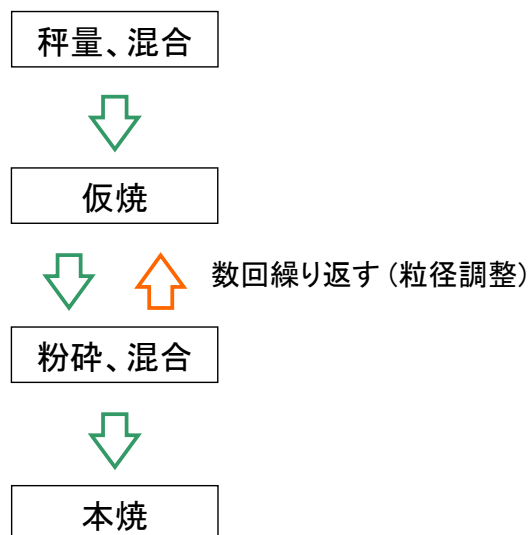 秤量、混合
仮焼
数回繰り返す (粒径調整)
粉砕、混合
本焼